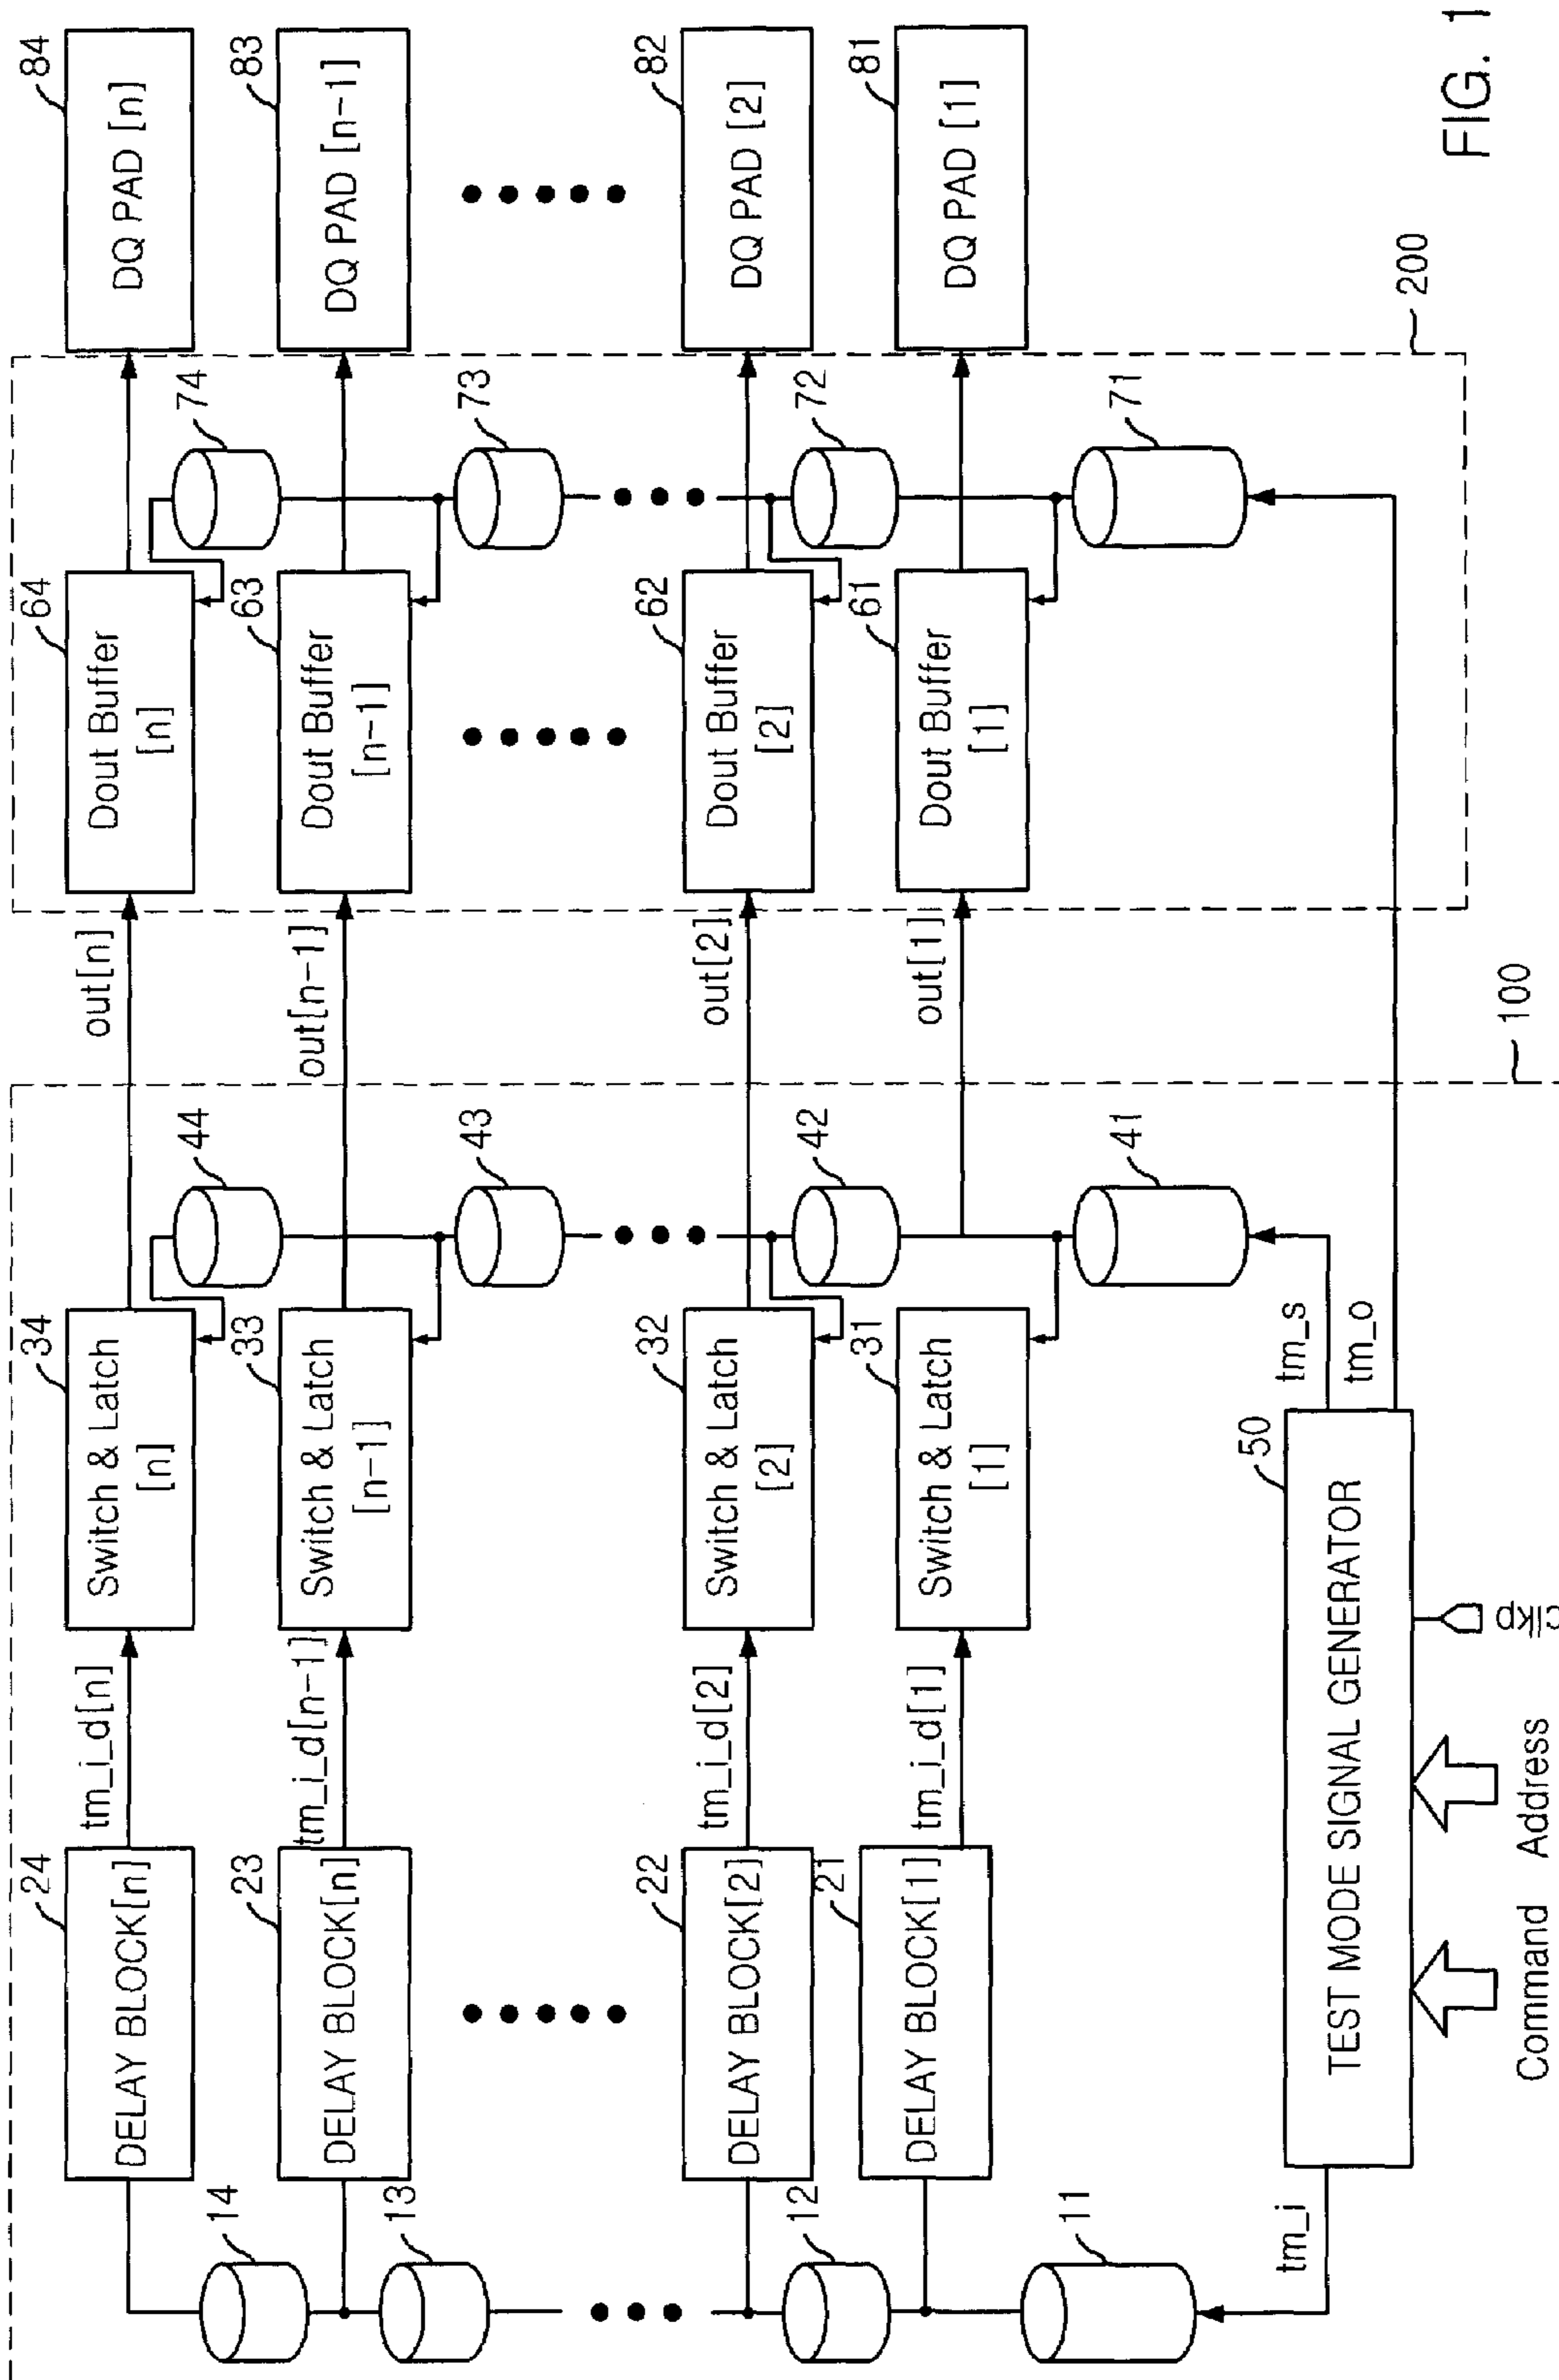 84
DQ PAD [n]
83
DQ PAD [n-1]
82
DQ PAD [2]
81
DQ PAD [1]
FIG. 1
200
74
73
72
71
64
Dout Buffer
[n]
63
Dout Buffer
[n-1]
62
Dout Buffer
[2]
61
Dout Buffer
[1]
out[n]
out[n-1]
out[2]
out[1]
100
44
43
42
41
34
Switch & Latch
[n]
33
Switch & Latch
[n-1]
32
Switch & Latch
[2]
31
Switch & Latch
[1]
tm_s
tm_o
tm_i_d[n]
tm_i_d[n-1]
tm_i_d[2]
tm_i_d[1]
50
TEST MODE SIGNAL GENERATOR
clkp
Address
Command
24
DELAY BLOCK[n]
23
DELAY BLOCK[n]
22
DELAY BLOCK[2]
21
DELAY BLOCK[1]
14
13
12
11
tm_i